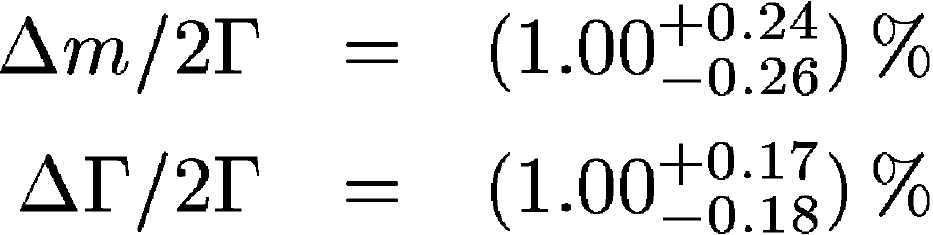 Δm/2Γ = (1.00^{+0.24}_{−0.26}) %
ΔΓ/2Γ = (1.00^{+0.17}_{−0.18}) %